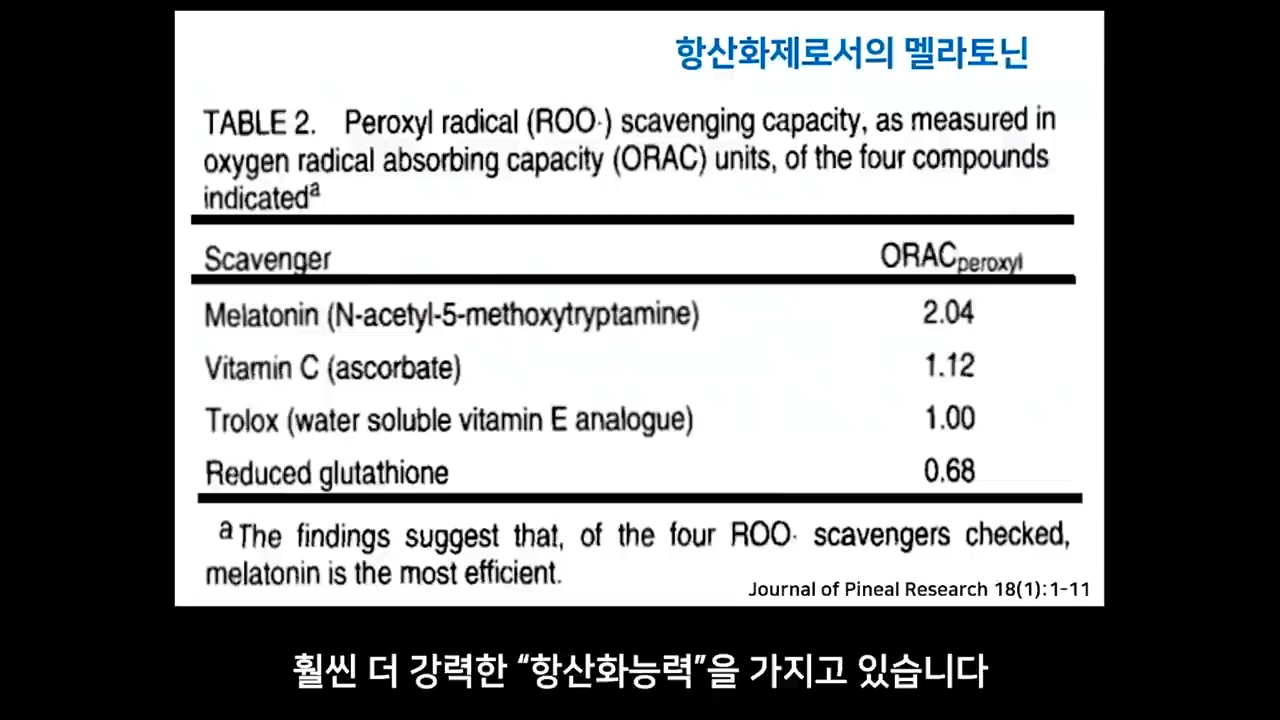 항산화제로서의 멜라토닌
TABLE 2. Peroxyl radical (ROO·) scavenging capacity, as measured in
oxygen radical absorbing capacity (ORAC) units, of the four compounds
indicatedᵃ
Scavenger ORACperoxyl
Melatonin (N-acetyl-5-methoxytryptamine) 2.04
Vitamin C (ascorbate) 1.12
Trolox (water soluble vitamin E analogue) 1.00
Reduced glutathione 0.68
ᵃ The findings suggest that, of the four ROO· scavengers checked,
melatonin is the most efficient.
Journal of Pineal Research 18(1):1-11
훨씬 더 강력한 “항산화능력”을 가지고 있습니다